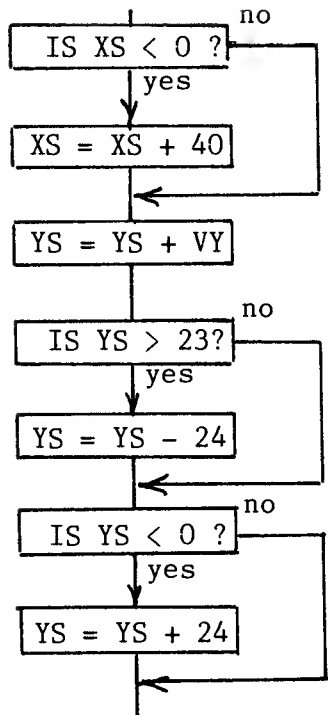 no
IS XS < 0 ?
yes
XS = XS + 40
YS = YS + VY
no
IS YS > 23?
yes
YS = YS - 24
no
IS YS < 0 ?
yes
YS = YS + 24